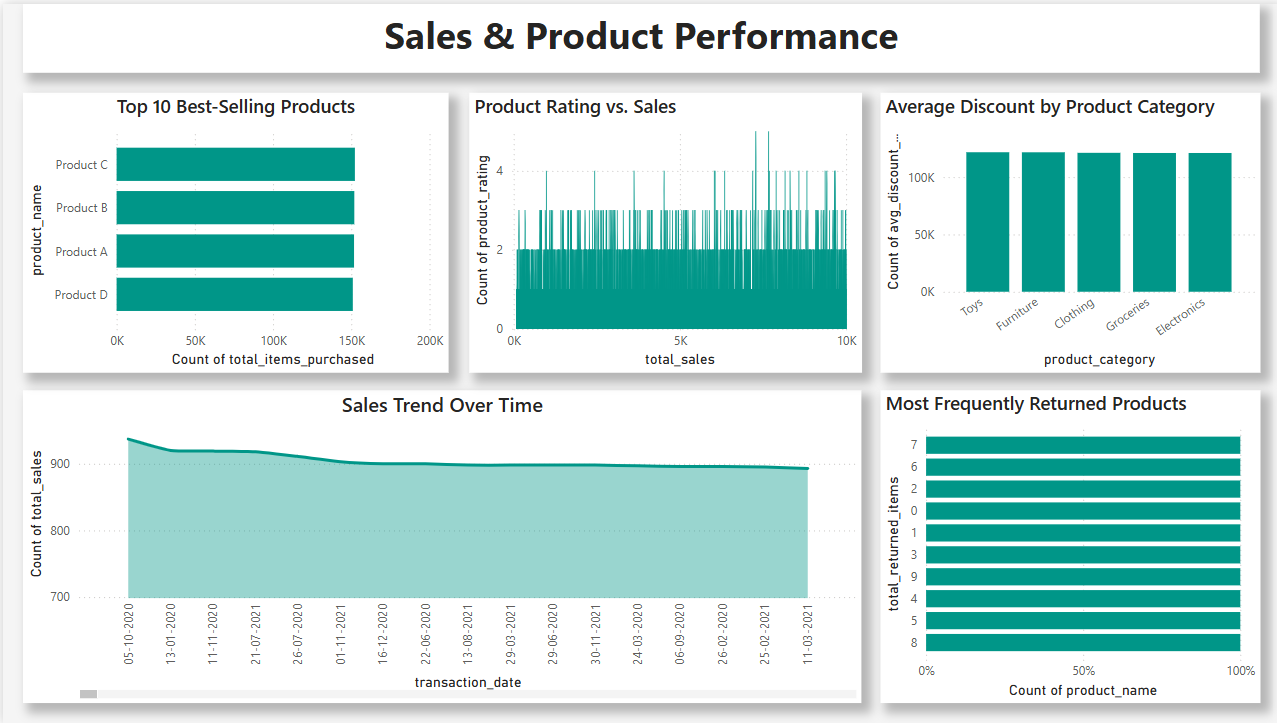 Sales & Product Performance
Top 10 Best-Selling Products
product_name
Product C
Product B
Product A
Product D
0K 50K 100K 150K 200K
Count of total_items_purchased
Product Rating vs. Sales
Count of product_rating
4
2
0
0K 5K 10K
total_sales
Average Discount by Product Category
Count of avg_discount_...
100K
50K
0K
Toys Furniture Clothing Groceries Electronics
product_category
Sales Trend Over Time
Count of total_sales
900
800
700
05-10-2020 13-01-2020 11-11-2020 21-07-2021 26-07-2020 01-11-2021 16-12-2020 22-06-2020 13-08-2021 29-03-2021 29-06-2020 30-11-2021 24-03-2020 06-09-2020 26-02-2020 25-02-2021 11-03-2021
transaction_date
Most Frequently Returned Products
total_returned_items
7
6
2
0
1
3
9
4
5
8
0% 50% 100%
Count of product_name